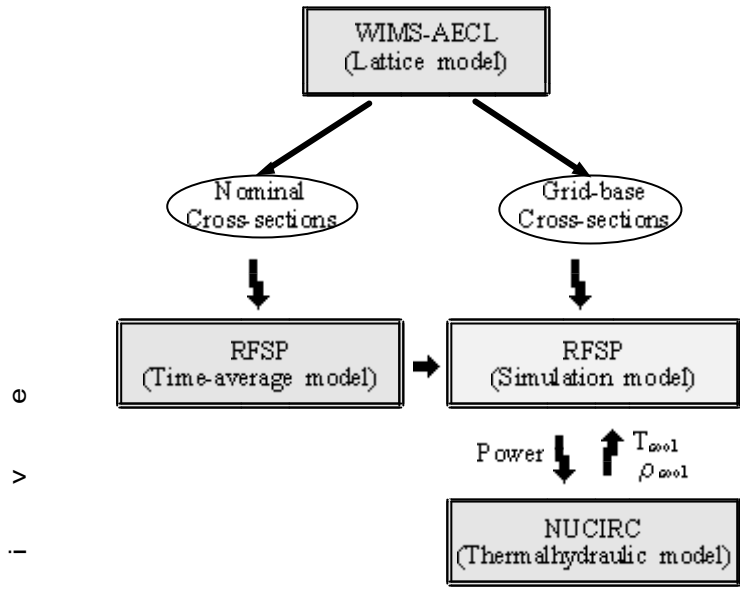 WIMS-AECL
(Lattice model)
Nominal
Cross-sections
Grid-base
Cross-sections
RFSP
(Time-average model)
RFSP
(Simulation model)
Power
Tcool
ρcool
NUCIRC
(Thermalhydraulic model)
i v e